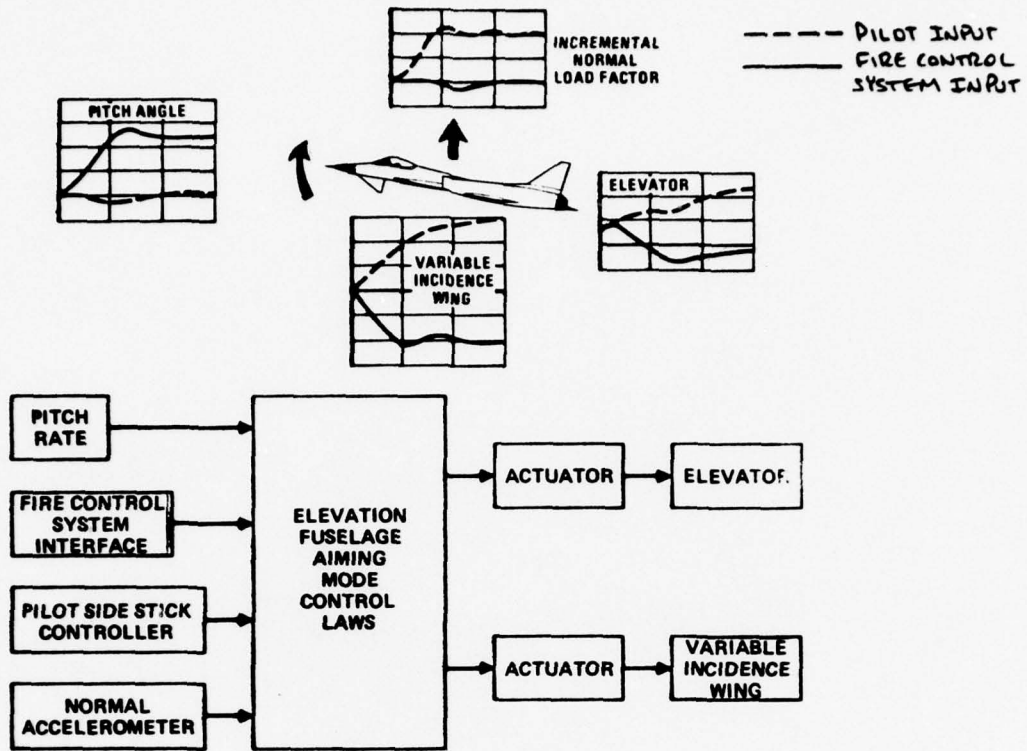 INCREMENTAL
NORMAL
LOAD FACTOR
PILOT INPUT
FIRE CONTROL
SYSTEM INPUT
PITCH ANGLE
ELEVATOR
VARIABLE
INCIDENCE
WING
PITCH
RATE
FIRE CONTROL
SYSTEM
INTERFACE
PILOT SIDE STICK
CONTROLLER
NORMAL
ACCELEROMETER
ELEVATION
FUSELAGE
AIMING
MODE
CONTROL
LAWS
ACTUATOR
ELEVATOR
ACTUATOR
VARIABLE
INCIDENCE
WING